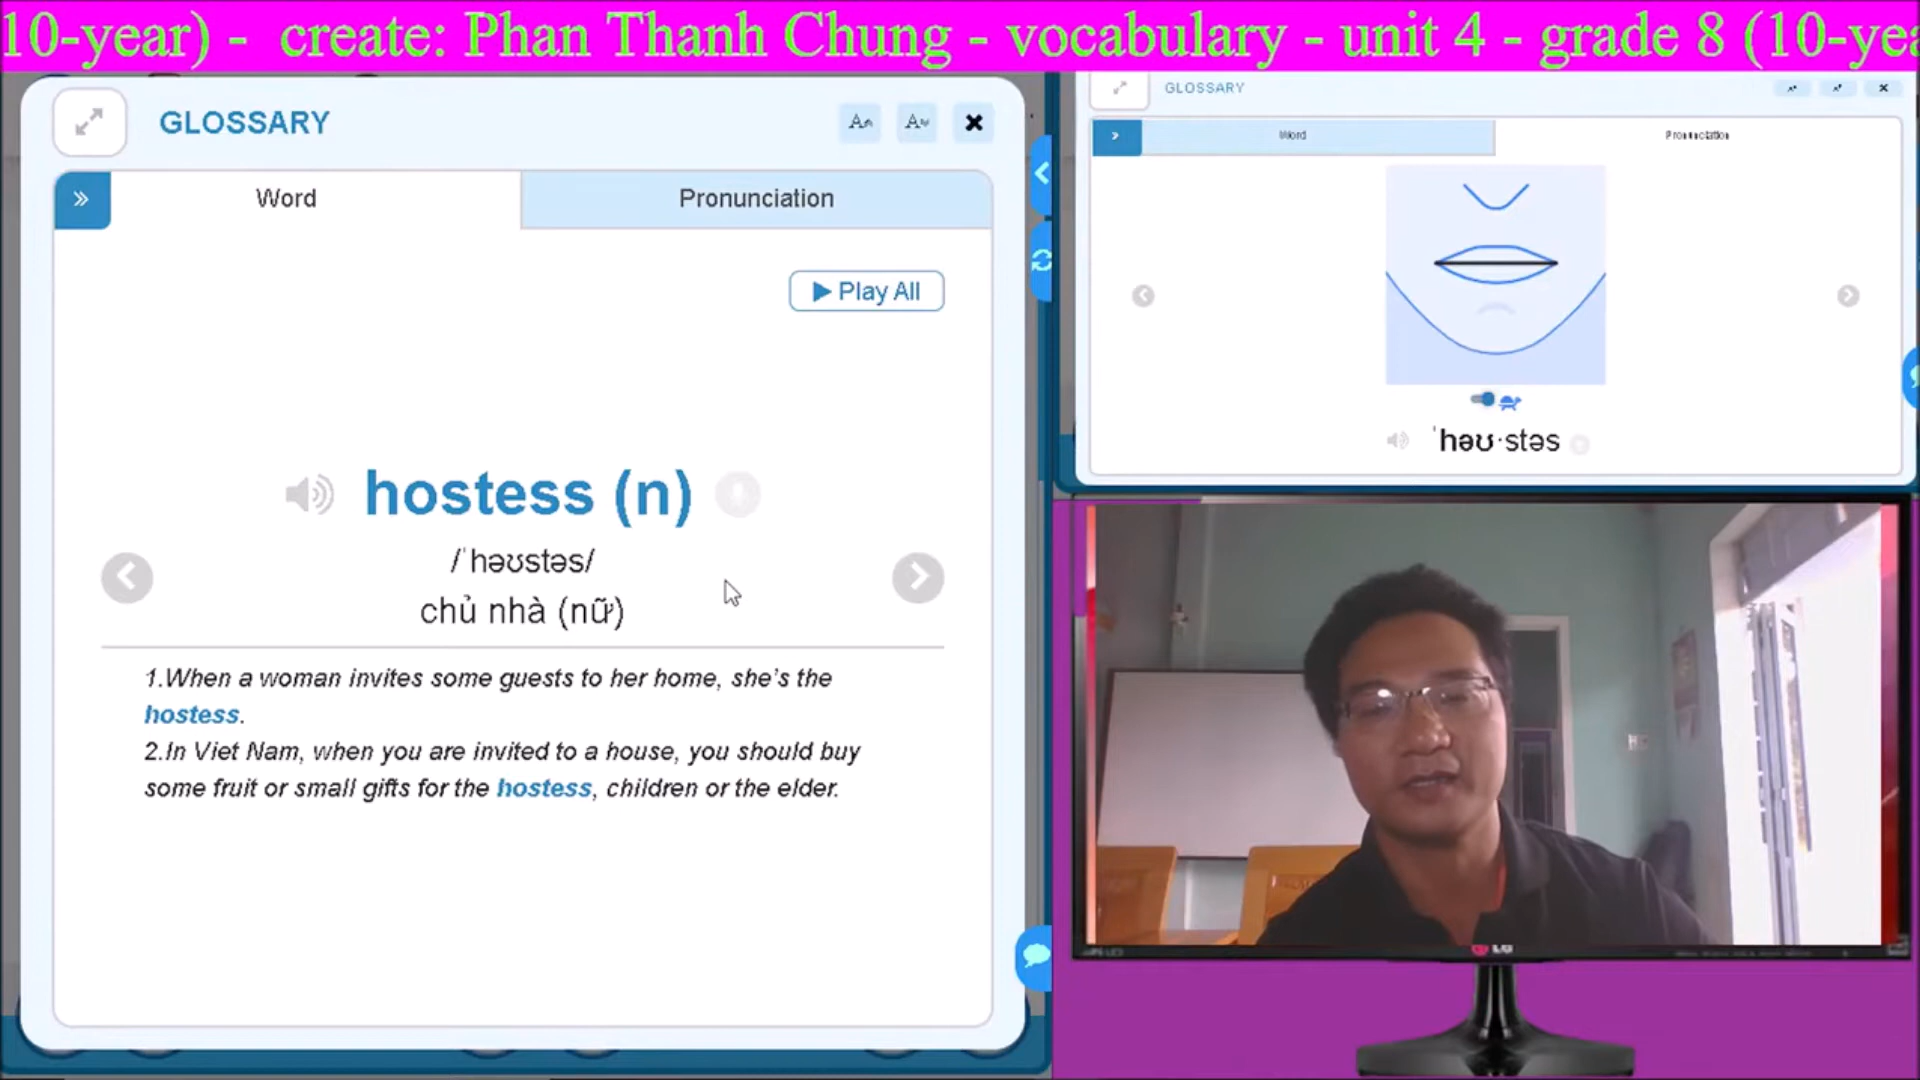 10-year) - create: Phan Thanh Chung - vocabulary - unit 4 - grade 8 (10-yea
GLOSSARY
Word
Pronunciation
Play All
hostess (n)
/ˈhəʊstəs/
chủ nhà (nữ)
1.When a woman invites some guests to her home, she's the
hostess.
2.In Viet Nam, when you are invited to a house, you should buy
some fruit or small gifts for the hostess, children or the elder.
GLOSSARY
Word
Pronunciation
ˈhəʊ·stəs
LG